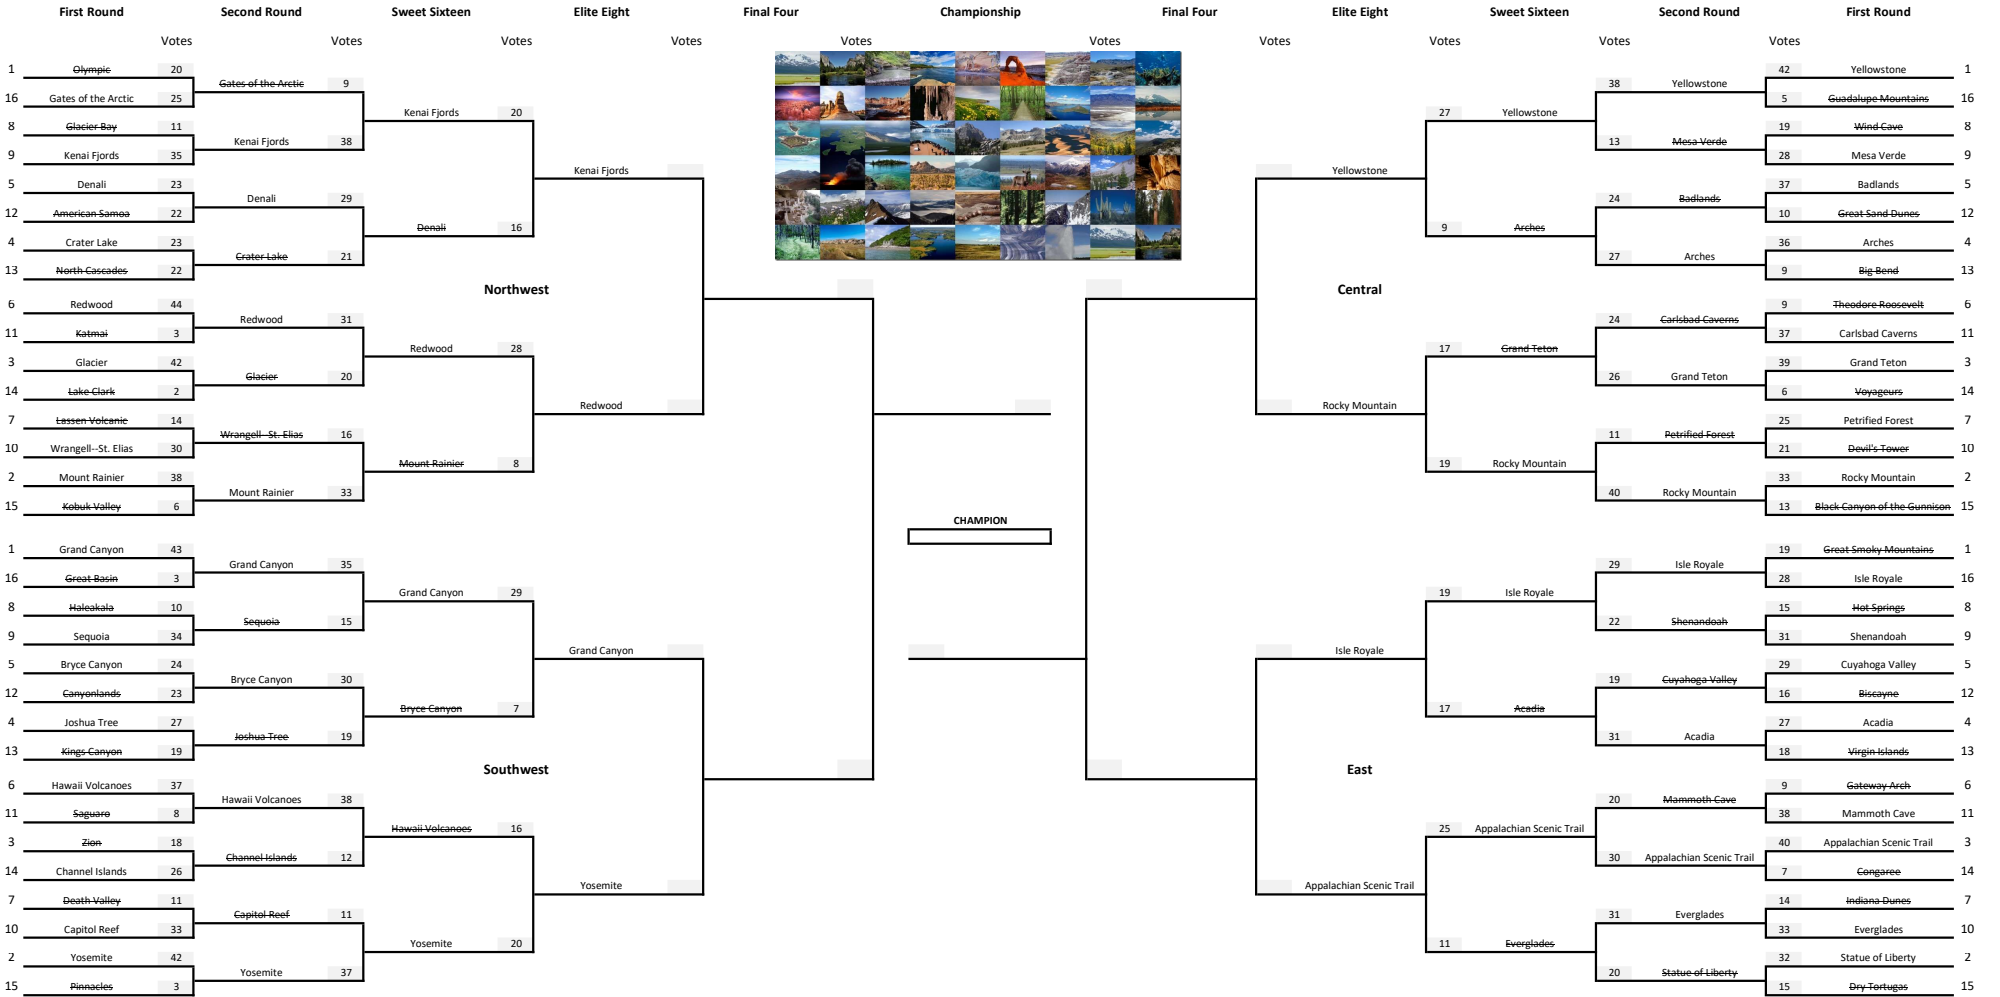 First Round Second Round Sweet Sixteen Elite Eight Final Four Championship Final Four Elite Eight Sweet Sixteen Second Round First Round
Votes Votes Votes Votes Votes Votes Votes Votes Votes Votes
1 Olympic 20 42 Yellowstone 1
Gates of the Arctic 9 38 Yellowstone
16 Gates of the Arctic 25 5 Guadalupe Mountains 16
Kenai Fjords 20 27 Yellowstone
8 Glacier Bay 11 19 Wind Cave 8
Kenai Fjords 38 13 Mesa Verde
9 Kenai Fjords 35 28 Mesa Verde 9
Kenai Fjords Yellowstone
5 Denali 23 37 Badlands 5
Denali 29 24 Badlands
12 American Samoa 22 10 Great Sand Dunes 12
Denali 16 9 Arches
4 Crater Lake 23 36 Arches 4
Crater Lake 21 27 Arches
13 North Cascades 22 9 Big Bend 13
Northwest Central
6 Redwood 44 9 Theodore Roosevelt 6
Redwood 31 24 Carlsbad Caverns
11 Katmai 3 37 Carlsbad Caverns 11
Redwood 28 17 Grand Teton
3 Glacier 42 39 Grand Teton 3
Glacier 20 26 Grand Teton
14 Lake Clark 2 6 Voyageurs 14
Redwood Rocky Mountain
7 Lassen Volcanic 14 25 Petrified Forest 7
Wrangell--St. Elias 16 11 Petrified Forest
10 Wrangell--St. Elias 30 21 Devil's Tower 10
Mount Rainier 8 19 Rocky Mountain
2 Mount Rainier 38 33 Rocky Mountain 2
Mount Rainier 33 40 Rocky Mountain
15 Kobuk Valley 6 13 Black Canyon of the Gunnison 15
CHAMPION
1 Grand Canyon 43 19 Great Smoky Mountains 1
Grand Canyon 35 29 Isle Royale
16 Great Basin 3 28 Isle Royale 16
Grand Canyon 29 19 Isle Royale
8 Haleakala 10 15 Hot Springs 8
Sequoia 15 22 Shenandoah
9 Sequoia 34 31 Shenandoah 9
Grand Canyon Isle Royale
5 Bryce Canyon 24 29 Cuyahoga Valley 5
Bryce Canyon 30 19 Cuyahoga Valley
12 Canyonlands 23 16 Biscayne 12
Bryce Canyon 7 17 Acadia
4 Joshua Tree 27 27 Acadia 4
Joshua Tree 19 31 Acadia
13 Kings Canyon 19 18 Virgin Islands 13
Southwest East
6 Hawaii Volcanoes 37 9 Gateway Arch 6
Hawaii Volcanoes 38 20 Mammoth Cave
11 Saguaro 8 38 Mammoth Cave 11
Hawaii Volcanoes 16 25 Appalachian Scenic Trail
3 Zion 18 40 Appalachian Scenic Trail 3
Channel Islands 12 30 Appalachian Scenic Trail
14 Channel Islands 26 7 Congaree 14
Yosemite Appalachian Scenic Trail
7 Death Valley 11 14 Indiana Dunes 7
Capitol Reef 11 31 Everglades
10 Capitol Reef 33 33 Everglades 10
Yosemite 20 11 Everglades
2 Yosemite 42 32 Statue of Liberty 2
Yosemite 37 20 Statue of Liberty
15 Pinnacles 3 15 Dry Tortugas 15